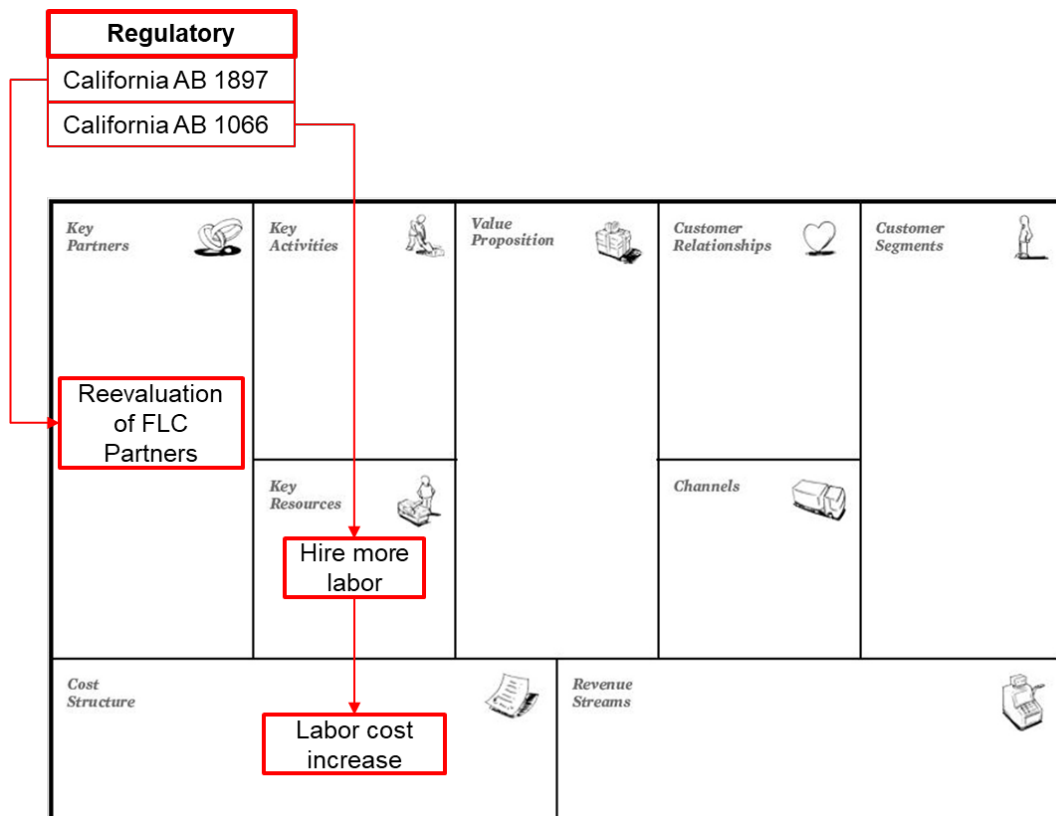 Regulatory
California AB 1897
California AB 1066
Key
Partners
Key
Activities
Value
Proposition
Customer
Relationships
Customer
Segments
Reevaluation
of FLC
Partners
Key
Resources
Channels
Hire more
labor
Cost
Structure
Revenue
Streams
Labor cost
increase